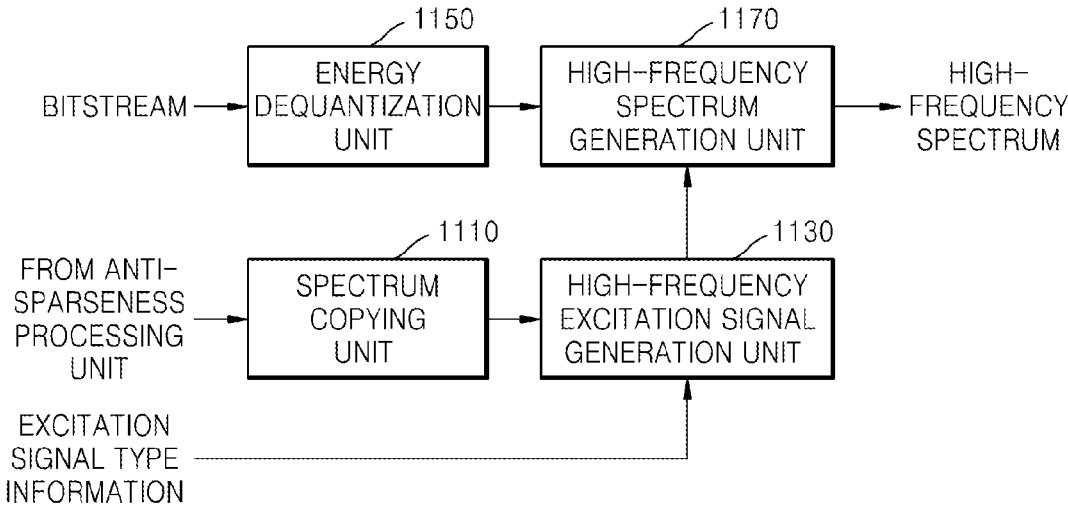 1150
1170
BITSTREAM
ENERGY
DEQUANTIZATION
UNIT
HIGH-FREQUENCY
SPECTRUM
GENERATION UNIT
HIGH-
FREQUENCY
SPECTRUM
1110
1130
FROM ANTI-
SPARSENESS
PROCESSING
UNIT
SPECTRUM
COPYING
UNIT
HIGH-FREQUENCY
EXCITATION SIGNAL
GENERATION UNIT
EXCITATION
SIGNAL TYPE
INFORMATION